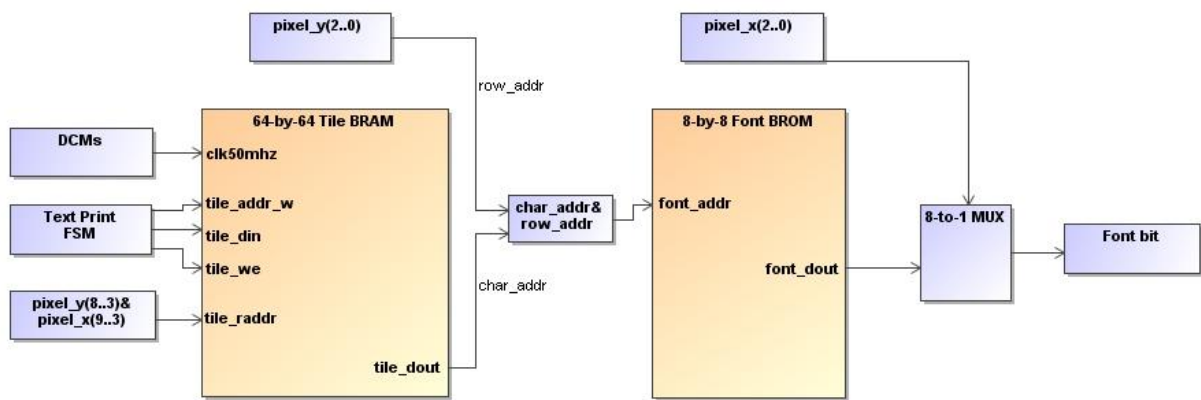 pixel_y(2..0)
pixel_x(2..0)
row_addr
64-by-64 Tile BRAM
8-by-8 Font BROM
DCMs
clk50mhz
Text Print
FSM
tile_addr_w
tile_din
tile_we
char_addr&
row_addr
font_addr
8-to-1 MUX
Font bit
font_dout
char_addr
pixel_y(8..3)&
pixel_x(9..3)
tile_raddr
tile_dout